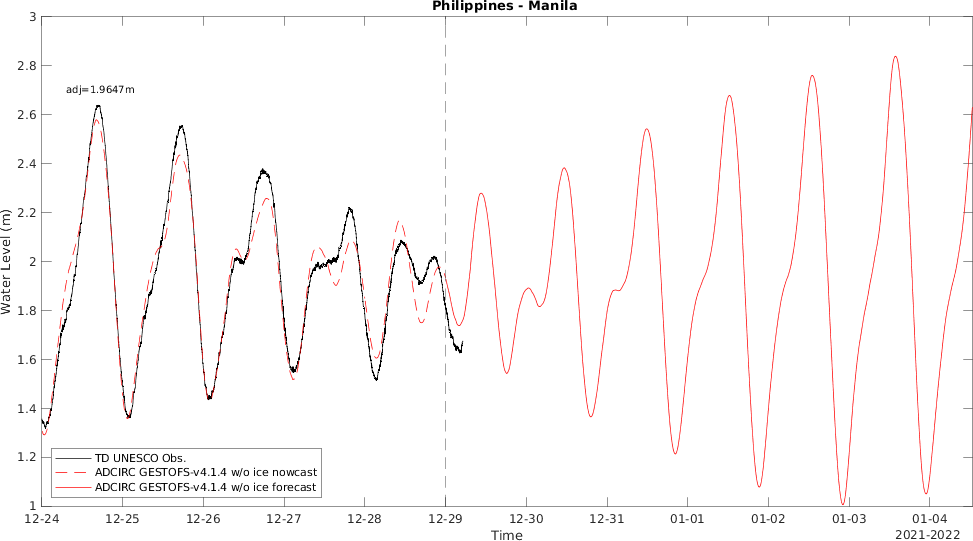 Philippines - Manila
3
2.8
adj=1.9647m
2.6
2.4
2.2
2
1.8
1.6
1.4
1.2
1
Water Level (m)
TD UNESCO Obs.
ADCIRC GESTOFS-v4.1.4 w/o ice nowcast
ADCIRC GESTOFS-v4.1.4 w/o ice forecast
12-24 12-25 12-26 12-27 12-28 12-29 12-30 12-31 01-01 01-02 01-03 01-04
2021-2022
Time